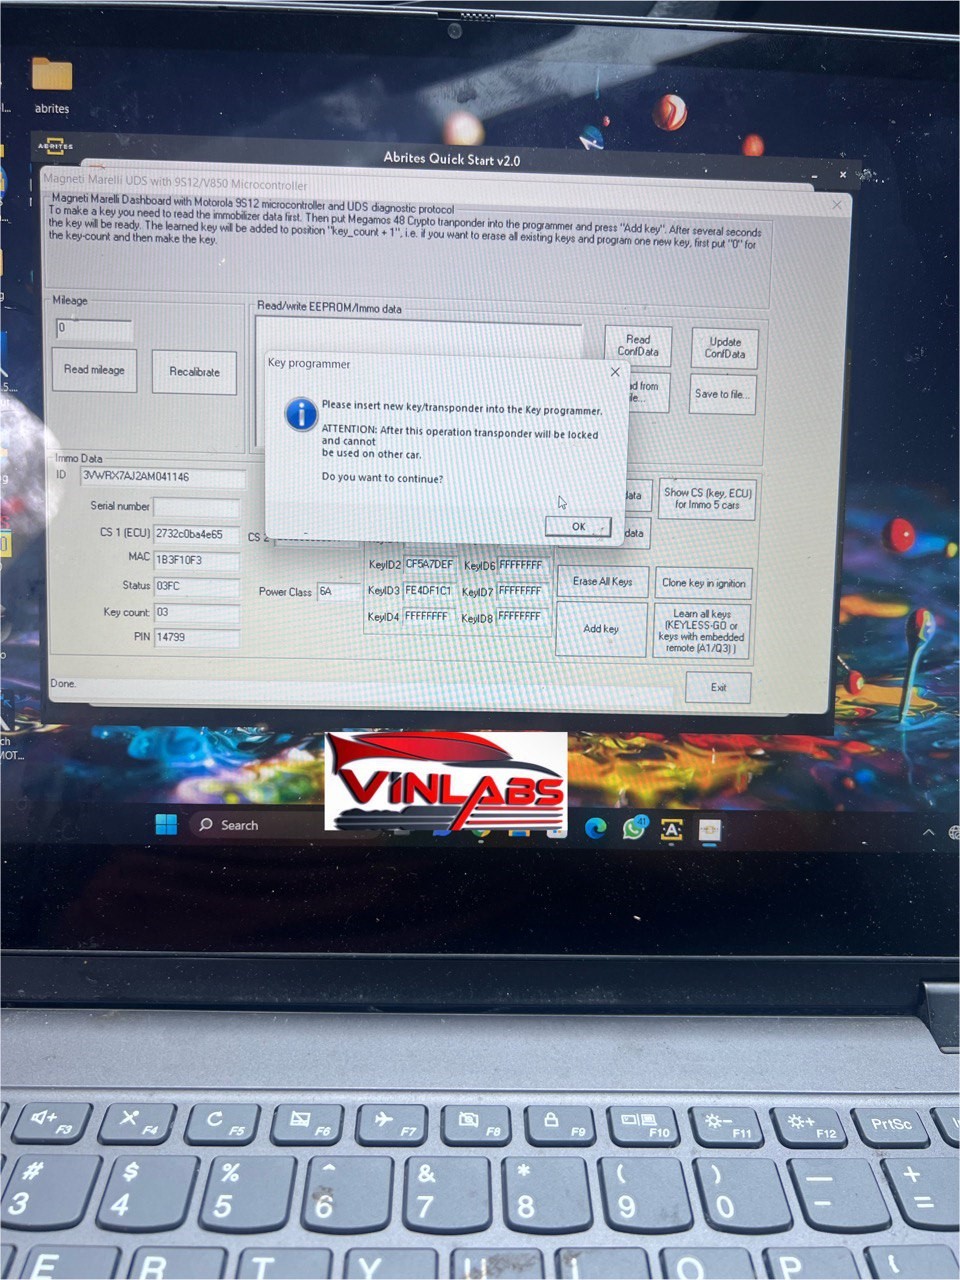 abrites
ABRITES
Abrites Quick Start v2.0
Magneti Marelli UDS with 9S12/V850 Microcontroller
Magneti Marelli Dashboard with Motorola 9S12 microcontroller and UDS diagnostic protocol
To make a key you need to read the immobilizer data first. Then put Megamos 48 Crypto tranponder into the programmer and press "Add key". After several seconds
the key will be ready. The learned key will be added to position "key_count + 1", i.e. if you want to erase all existing keys and program one new key, first put "0" for
the key-count and then make the key.
Mileage
0
Read mileage
Recalibrate
Read/write EEPROM/Immo data
Read
ConfData
Update
ConfData
d from
le...
Save to file...
Key programmer
Please insert new key/transponder into the Key programmer.
ATTENTION: After this operation transponder will be locked
and cannot
be used on other car.
Do you want to continue?
OK
Immo Data
ID 3VWRX7AJ2AM041146
Serial number
CS 1 (ECU) 2732c0ba4e65
CS 2
MAC 1B3F10F3
Status 03FC
Key count: 03
PIN 14799
Power Class 6A
KeyID2 CF5A7DEF KeyID6 FFFFFFFF
KeyID3 FE4DF1C1 KeyID7 FFFFFFFF
KeyID4 FFFFFFFF KeyID8 FFFFFFFF
data
Show CS (key, ECU)
for Immo 5 cars
data
Erase All Keys
Clone key in ignition
Add key
Learn all keys
(KEYLESS-GO or
keys with embedded
remote (A1/Q3) )
Done.
Exit
ch
MOT...
ViNLABS
Search
41
A
F3 F4 F5 F6 F7 F8 F9 F10 F11 F12 PrtSc
# $ % ^ & * ( ) — +
3 4 5 6 7 8 9 0 - =
E R T Y U I O P {